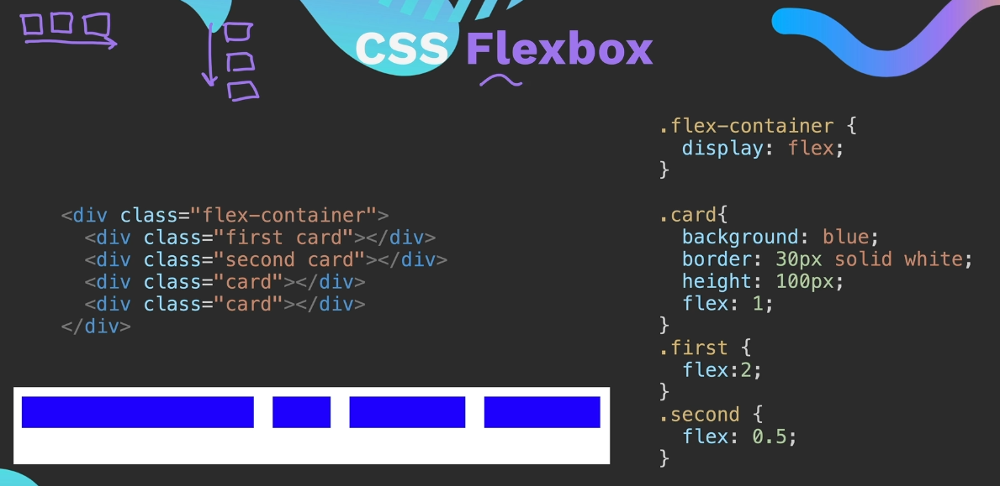 CSS Flexbox
<div class="flex-container">
  <div class="first card"></div>
  <div class="second card"></div>
  <div class="card"></div>
  <div class="card"></div>
</div>
.flex-container {
  display: flex;
}
.card{
  background: blue;
  border: 30px solid white;
  height: 100px;
  flex: 1;
}
.first {
  flex:2;
}
.second {
  flex: 0.5;
}